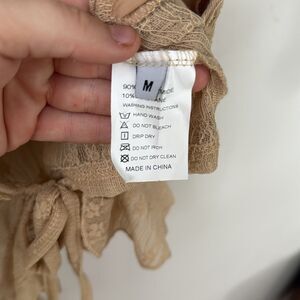 M
90%
10%
WASHING INSTRUCTIONS
HAND WASH
DO NOT BLEACH
DRIP DRY
DO NOT IRON
DO NOT DRY CLEAN
MADE IN CHINA